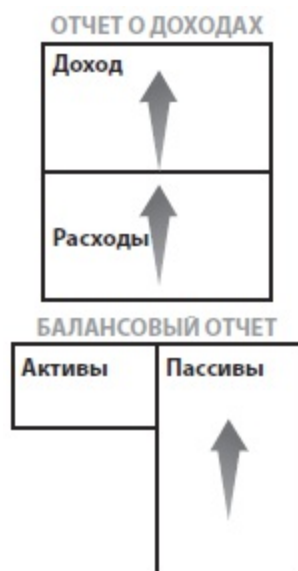 ОТЧЕТ О ДОХОДАХ
Доход
Расходы
БАЛАНСОВЫЙ ОТЧЕТ
Активы
Пассивы